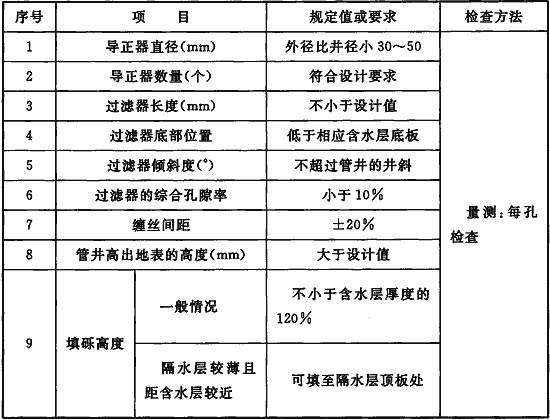 序号 项 目 规定值或要求 检查方法
1 导正器直径(mm) 外径比井径小30～50
2 导正器数量(个) 符合设计要求
3 过滤器长度(mm) 不小于设计值
4 过滤器底部位置 低于相应含水层底板
5 过滤器倾斜度(°) 不超过管井的井斜
6 过滤器的综合孔隙率 小于10%
7 缠丝间距 ±20%
8 管井高出地表的高度(mm) 大于设计值
量测:每孔
检查
9 填砾高度
一般情况
不小于含水层厚度的
120%
隔水层较薄且
距含水层较近
可填至隔水层顶板处